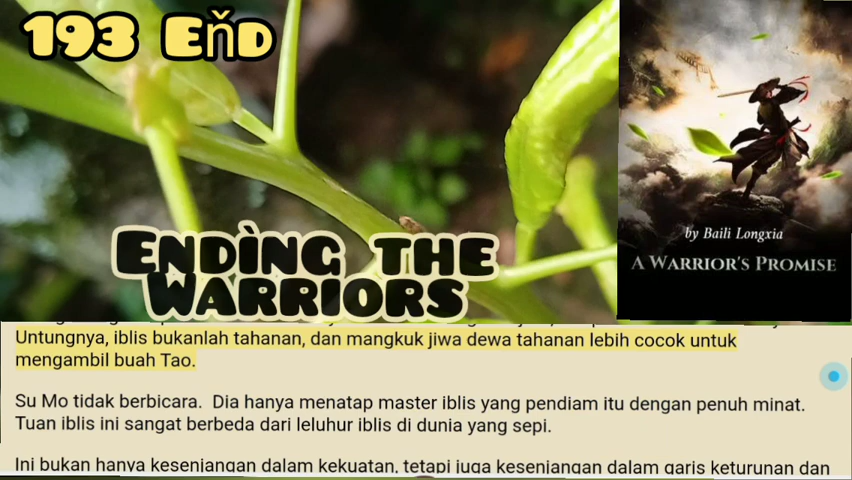 193 Eňd
Endìng the
Warriors
by Baili Longxia
A Warrior's Promise
Untungnya, iblis bukanlah tahanan, dan mangkuk jiwa dewa tahanan lebih cocok untuk
mengambil buah Tao.
Su Mo tidak berbicara. Dia hanya menatap master iblis yang pendiam itu dengan penuh minat.
Tuan iblis ini sangat berbeda dari leluhur iblis di dunia yang sepi.
Ini bukan hanya kesenjangan dalam kekuatan, tetapi juga kesenjangan dalam garis keturunan dan